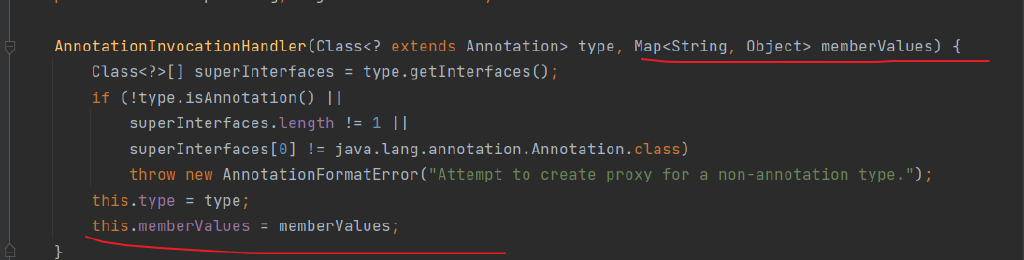 AnnotationInvocationHandler(Class<? extends Annotation> type, Map<String, Object> memberValues) {
Class<?>[] superInterfaces = type.getInterfaces();
if (!type.isAnnotation() ||
superInterfaces.length != 1 ||
superInterfaces[0] != java.lang.annotation.Annotation.class)
throw new AnnotationFormatError("Attempt to create proxy for a non-annotation type.");
this.type = type;
this.memberValues = memberValues;
}